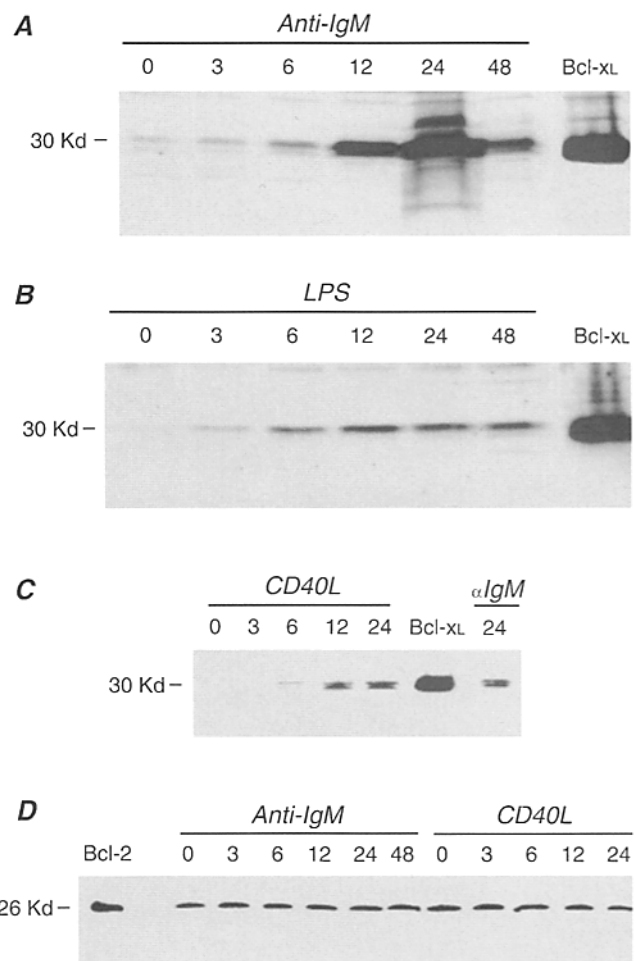 A Anti-IgM
0 3 6 12 24 48 Bcl-xL
30 Kd
B LPS
0 3 6 12 24 48 Bcl-xL
30 Kd
C CD40L αIgM
0 3 6 12 24 Bcl-xL 24
30 Kd
D Anti-IgM CD40L
Bcl-2 0 3 6 12 24 48 0 3 6 12 24
26 Kd